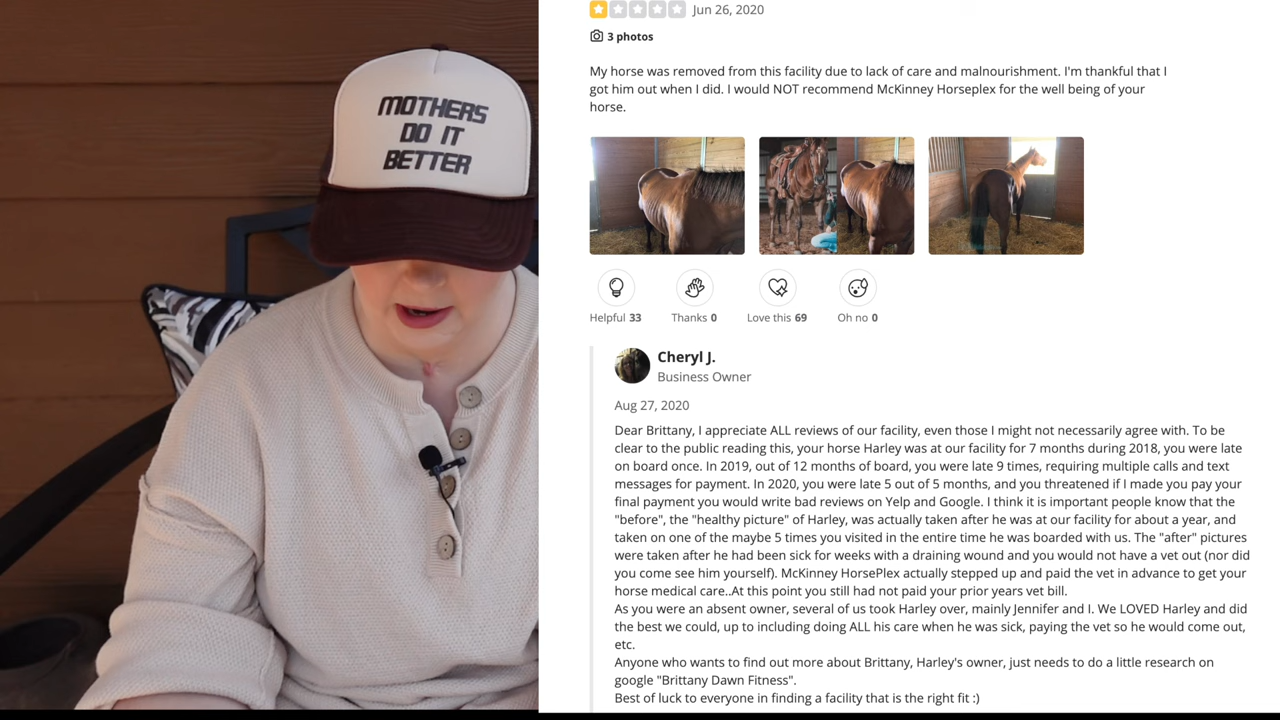 MOTHERS
DO IT
BETTER
Jun 26, 2020
3 photos
My horse was removed from this facility due to lack of care and malnourishment. I'm thankful that I
got him out when I did. I would NOT recommend McKinney Horseplex for the well being of your
horse.
Helpful 33 Thanks 0 Love this 69 Oh no 0
Cheryl J.
Business Owner
Aug 27, 2020
Dear Brittany, I appreciate ALL reviews of our facility, even those I might not necessarily agree with. To be
clear to the public reading this, your horse Harley was at our facility for 7 months during 2018, you were late
on board once. In 2019, out of 12 months of board, you were late 9 times, requiring multiple calls and text
messages for payment. In 2020, you were late 5 out of 5 months, and you threatened if I made you pay your
final payment you would write bad reviews on Yelp and Google. I think it is important people know that the
"before", the "healthy picture" of Harley, was actually taken after he was at our facility for about a year, and
taken on one of the maybe 5 times you visited in the entire time he was boarded with us. The "after" pictures
were taken after he had been sick for weeks with a draining wound and you would not have a vet out (nor did
you come see him yourself). McKinney HorsePlex actually stepped up and paid the vet in advance to get your
horse medical care..At this point you still had not paid your prior years vet bill.
As you were an absent owner, several of us took Harley over, mainly Jennifer and I. We LOVED Harley and did
the best we could, up to including doing ALL his care when he was sick, paying the vet so he would come out,
etc.
Anyone who wants to find out more about Brittany, Harley's owner, just needs to do a little research on
google "Brittany Dawn Fitness".
Best of luck to everyone in finding a facility that is the right fit :)